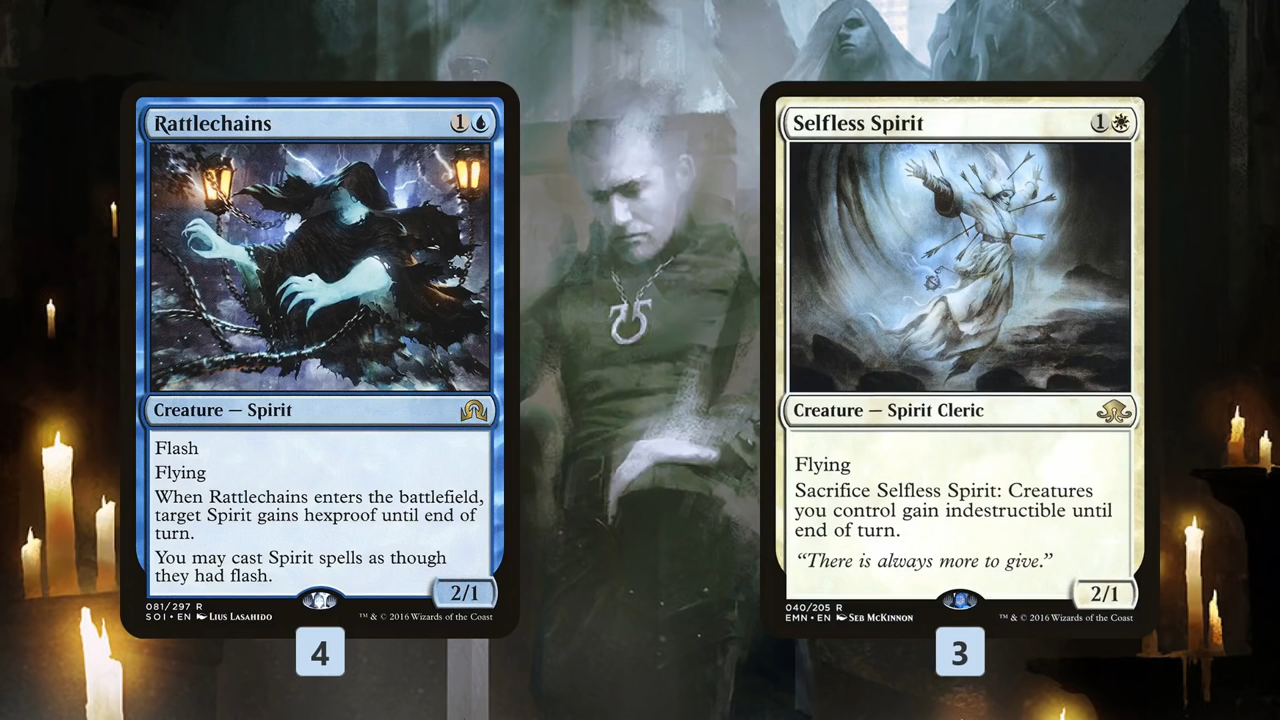 Rattlechains 1
Creature — Spirit
Flash
Flying
When Rattlechains enters the battlefield,
target Spirit gains hexproof until end of
turn.
You may cast Spirit spells as though
they had flash.
2/1
081/297 R
SOI • EN Lius Lasahido
™ & © 2016 Wizards of the Coast
4
Selfless Spirit 1
Creature — Spirit Cleric
Flying
Sacrifice Selfless Spirit: Creatures
you control gain indestructible until
end of turn.
“There is always more to give.”
2/1
040/205 R
EMN • EN Seb McKinnon
™ & © 2016 Wizards of the Coast
3